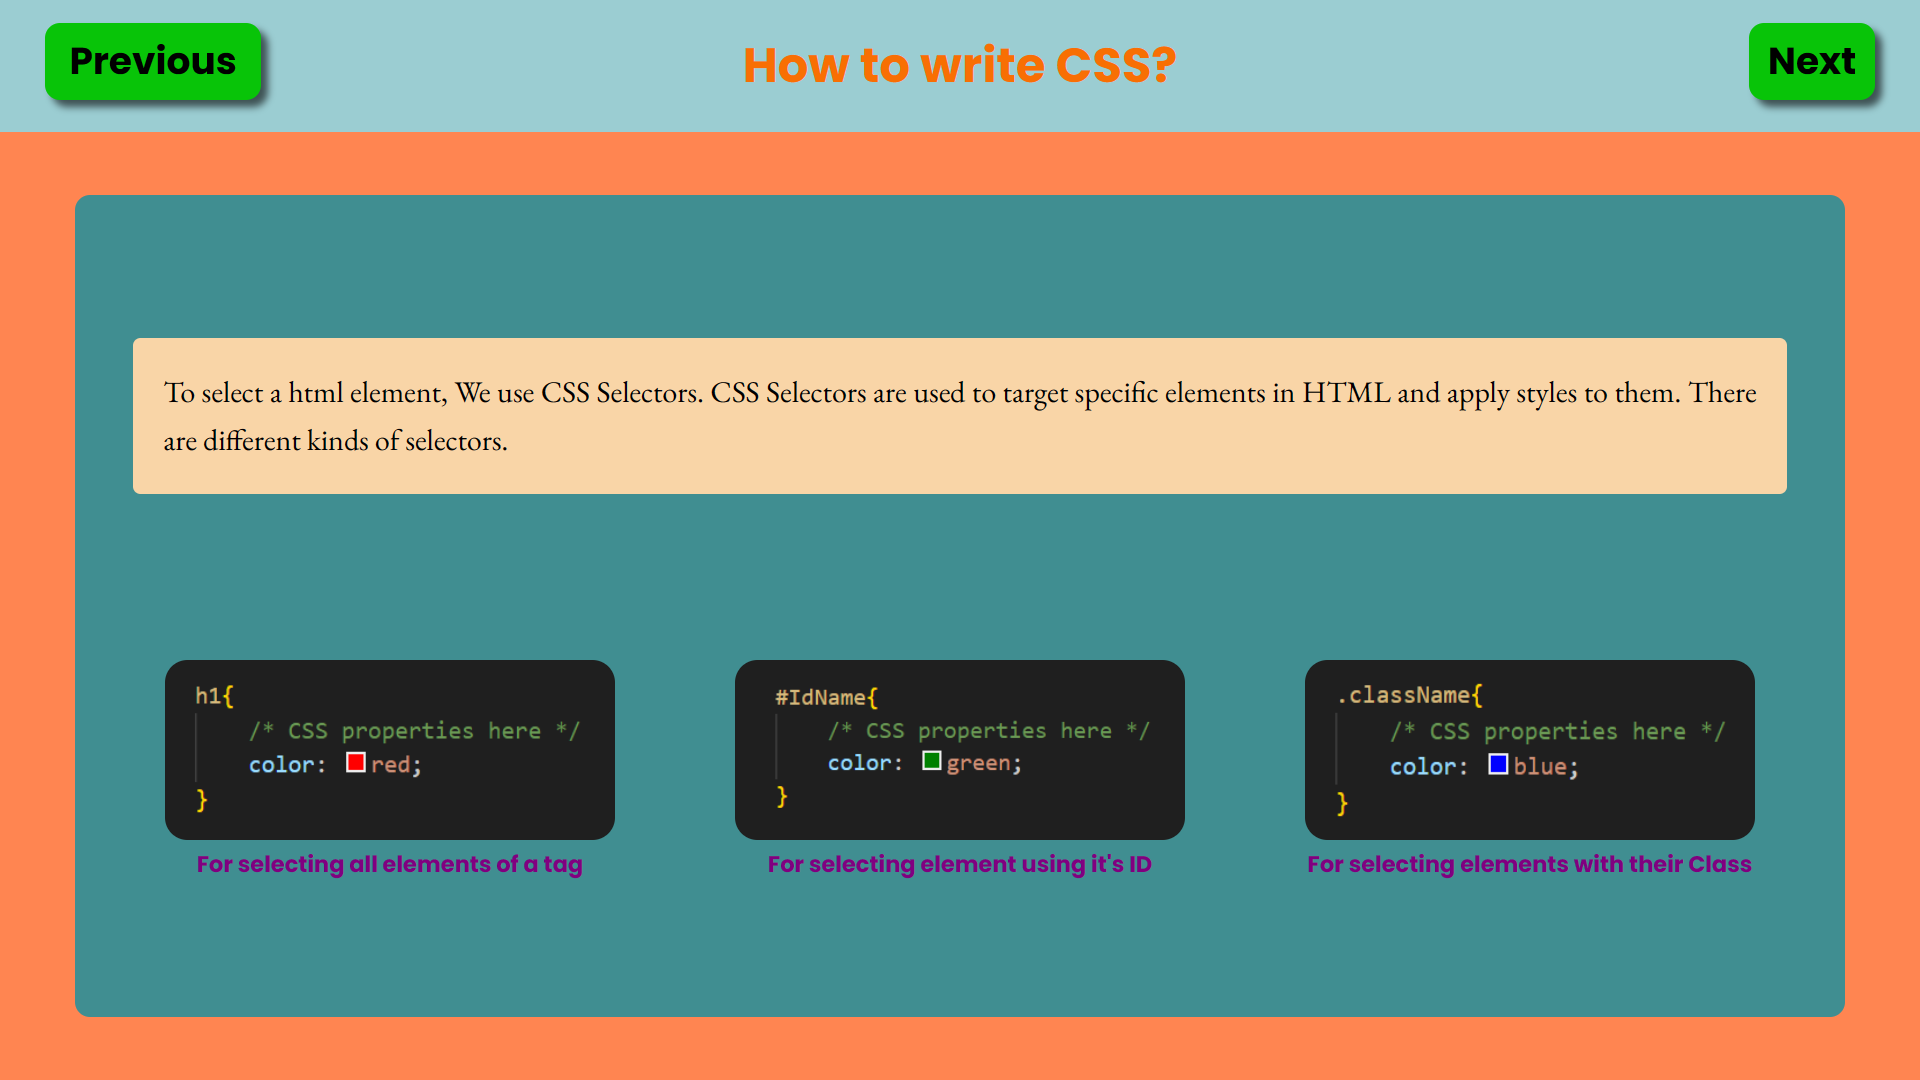 Previous
How to write CSS?
Next
To select a html element, We use CSS Selectors. CSS Selectors are used to target specific elements in HTML and apply styles to them. There
are different kinds of selectors.
h1{
/* CSS properties here */
color: red;
}
For selecting all elements of a tag
#IdName{
/* CSS properties here */
color: green;
}
For selecting element using it's ID
.className{
/* CSS properties here */
color: blue;
}
For selecting elements with their Class